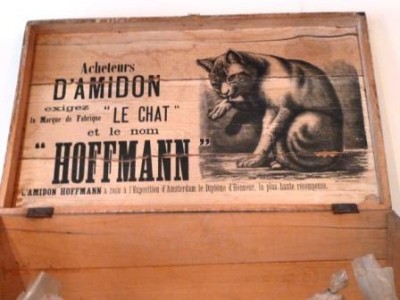 Acheteurs
D'AMIDON
exigez
la Marque de Fabrique "LE CHAT"
et le nom
"HOFFMANN"
L'AMIDON HOFFMANN a reçu à l'Exposition d'Amsterdam le Diplôme d'Honneur, la plus haute récompense.